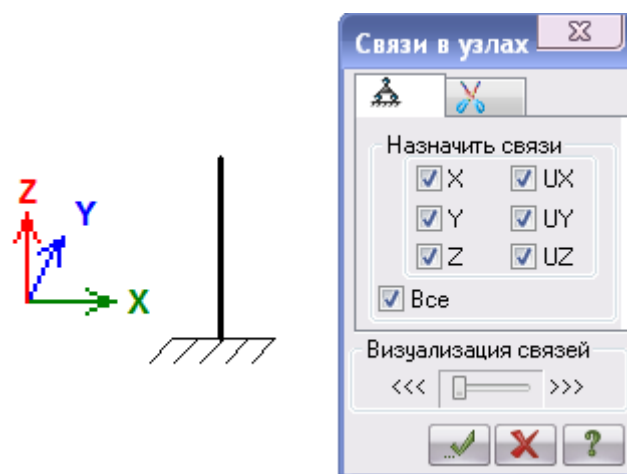 Z
Y
X
Связи в узлах
Назначить связи
X UX
Y UY
Z UZ
Все
Визуализация связей
<<< >>>
... ?